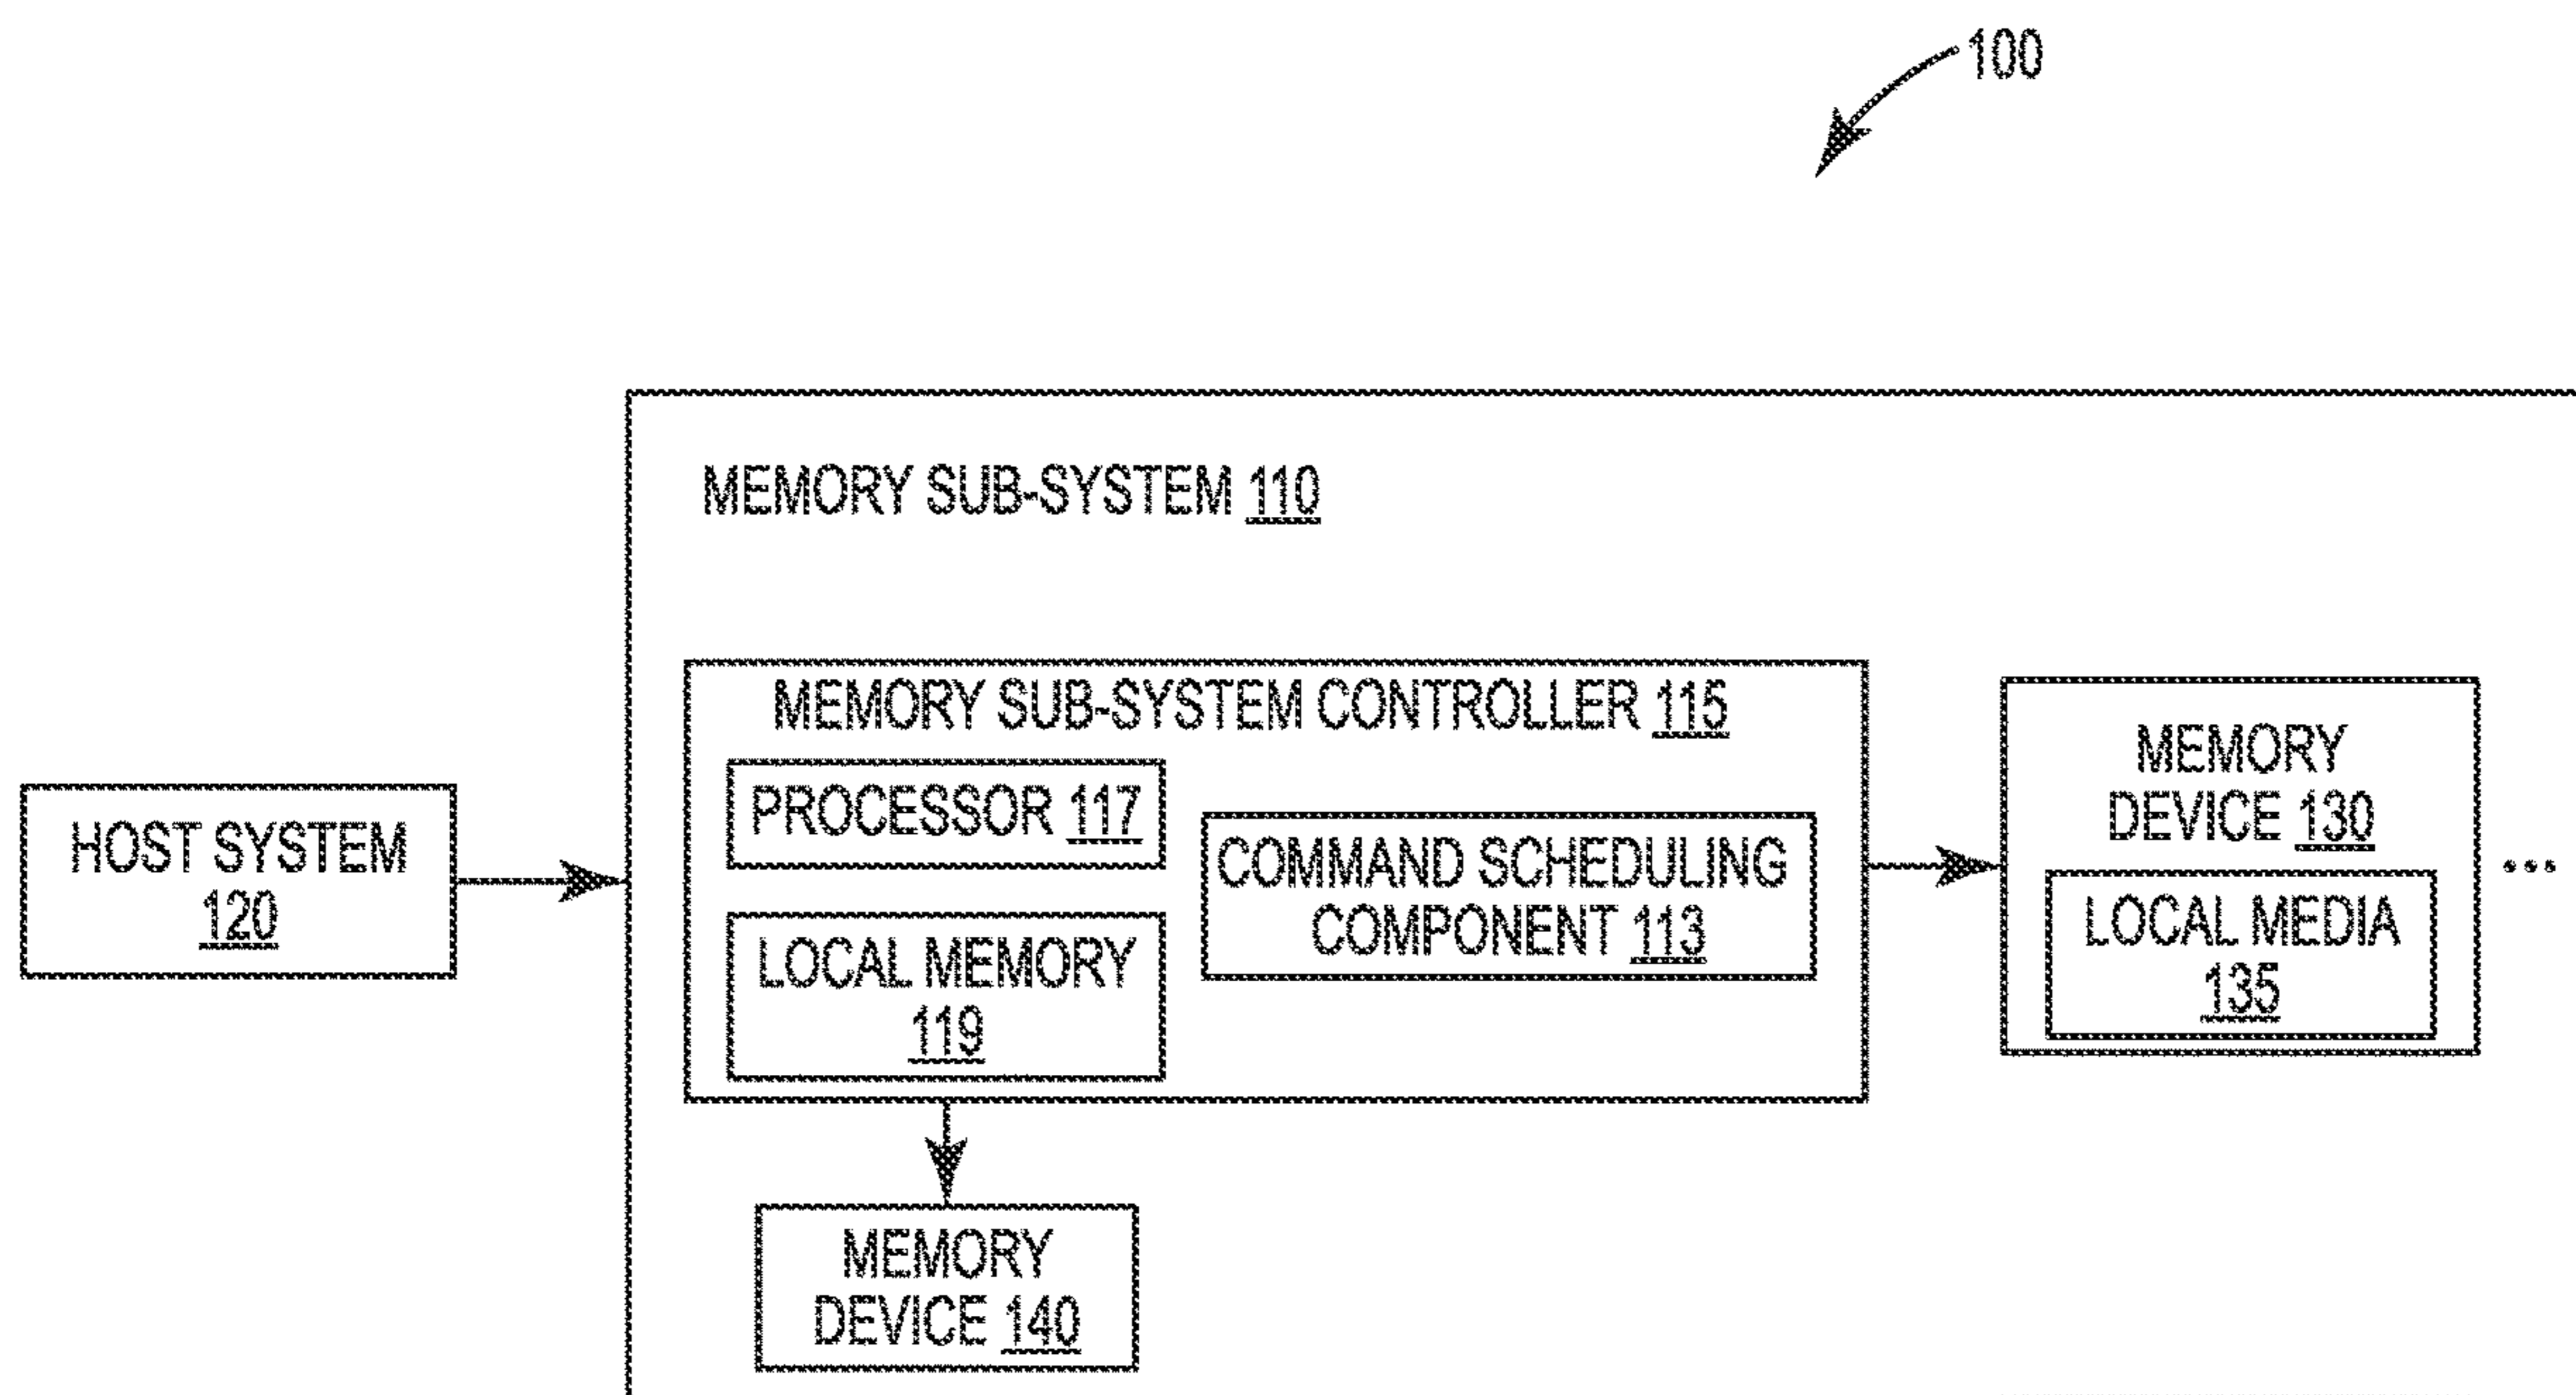 100
MEMORY SUB-SYSTEM 110
MEMORY SUB-SYSTEM CONTROLLER 115
PROCESSOR 117
LOCAL MEMORY
119
COMMAND SCHEDULING
COMPONENT 113
HOST SYSTEM
120
MEMORY
DEVICE 130
LOCAL MEDIA
135
...
MEMORY
DEVICE 140